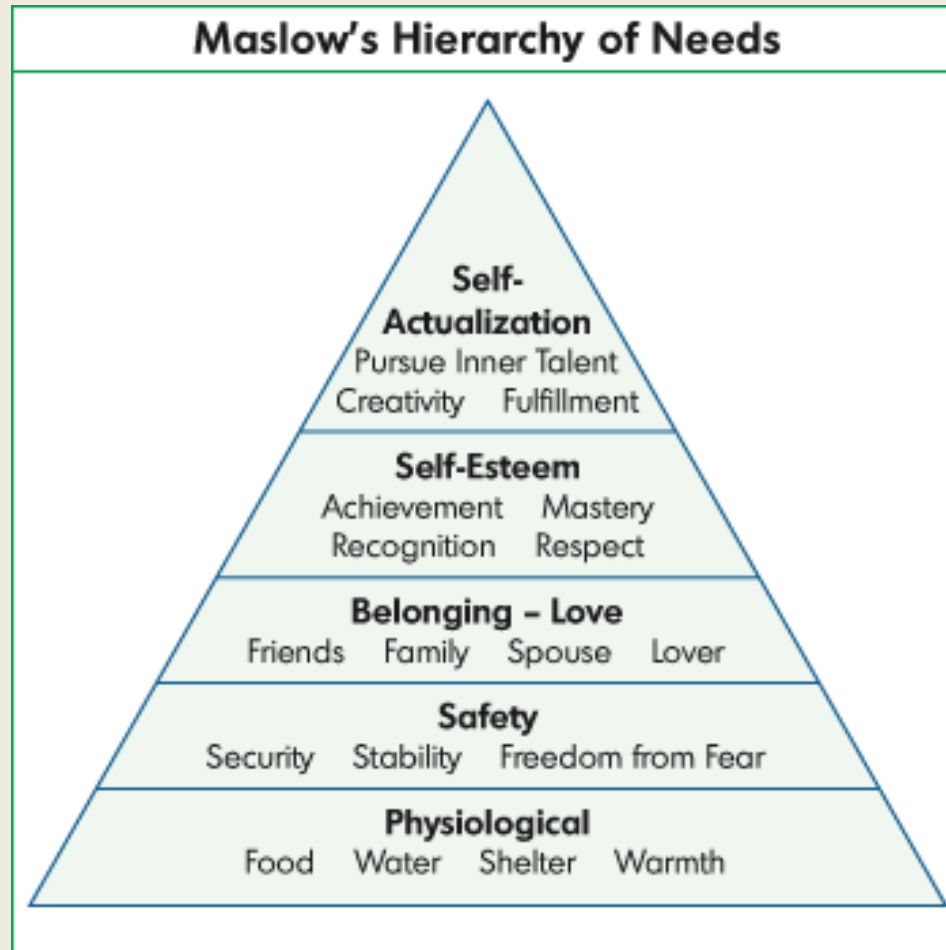 Maslow's Hierarchy of Needs
Self-
Actualization
Pursue Inner Talent
Creativity Fulfillment
Self-Esteem
Achievement Mastery
Recognition Respect
Belonging – Love
Friends Family Spouse Lover
Safety
Security Stability Freedom from Fear
Physiological
Food Water Shelter Warmth